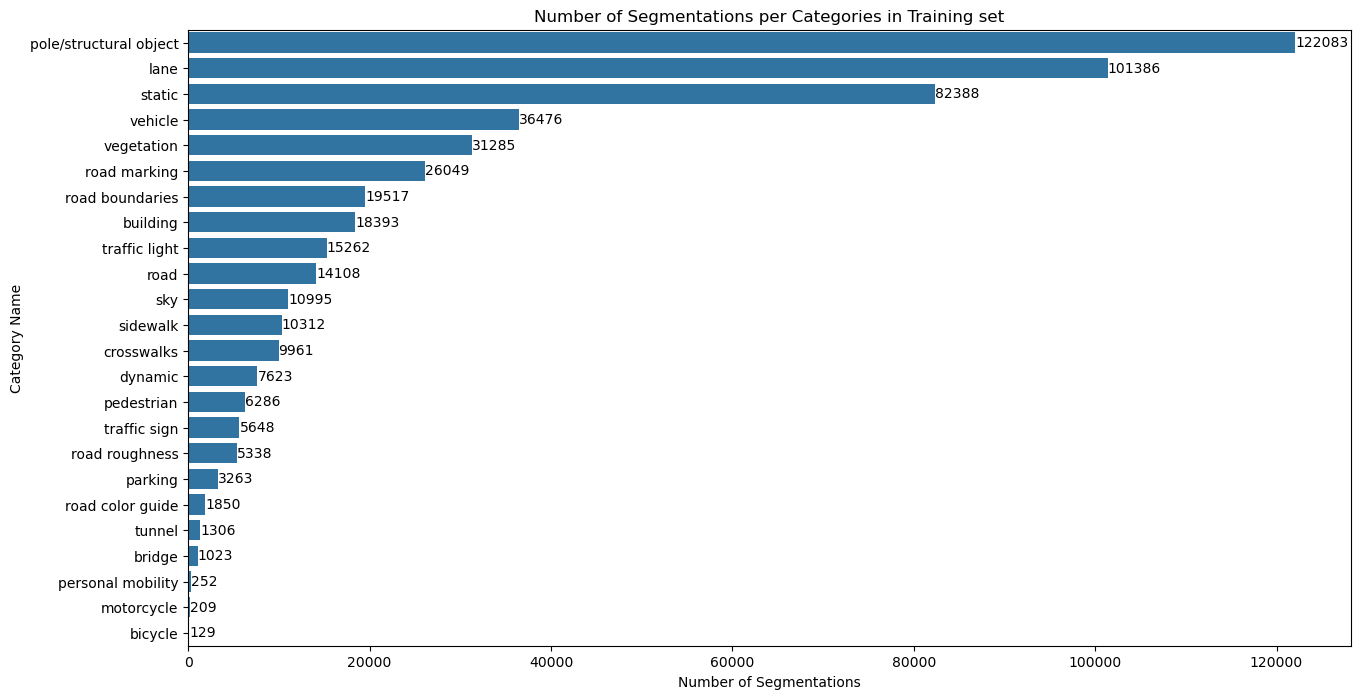 Number of Segmentations per Categories in Training set
Category Name
pole/structural object 122083
lane 101386
static 82388
vehicle 36476
vegetation 31285
road marking 26049
road boundaries 19517
building 18393
traffic light 15262
road 14108
sky 10995
sidewalk 10312
crosswalks 9961
dynamic 7623
pedestrian 6286
traffic sign 5648
road roughness 5338
parking 3263
road color guide 1850
tunnel 1306
bridge 1023
personal mobility 252
motorcycle 209
bicycle 129
0 20000 40000 60000 80000 100000 120000
Number of Segmentations